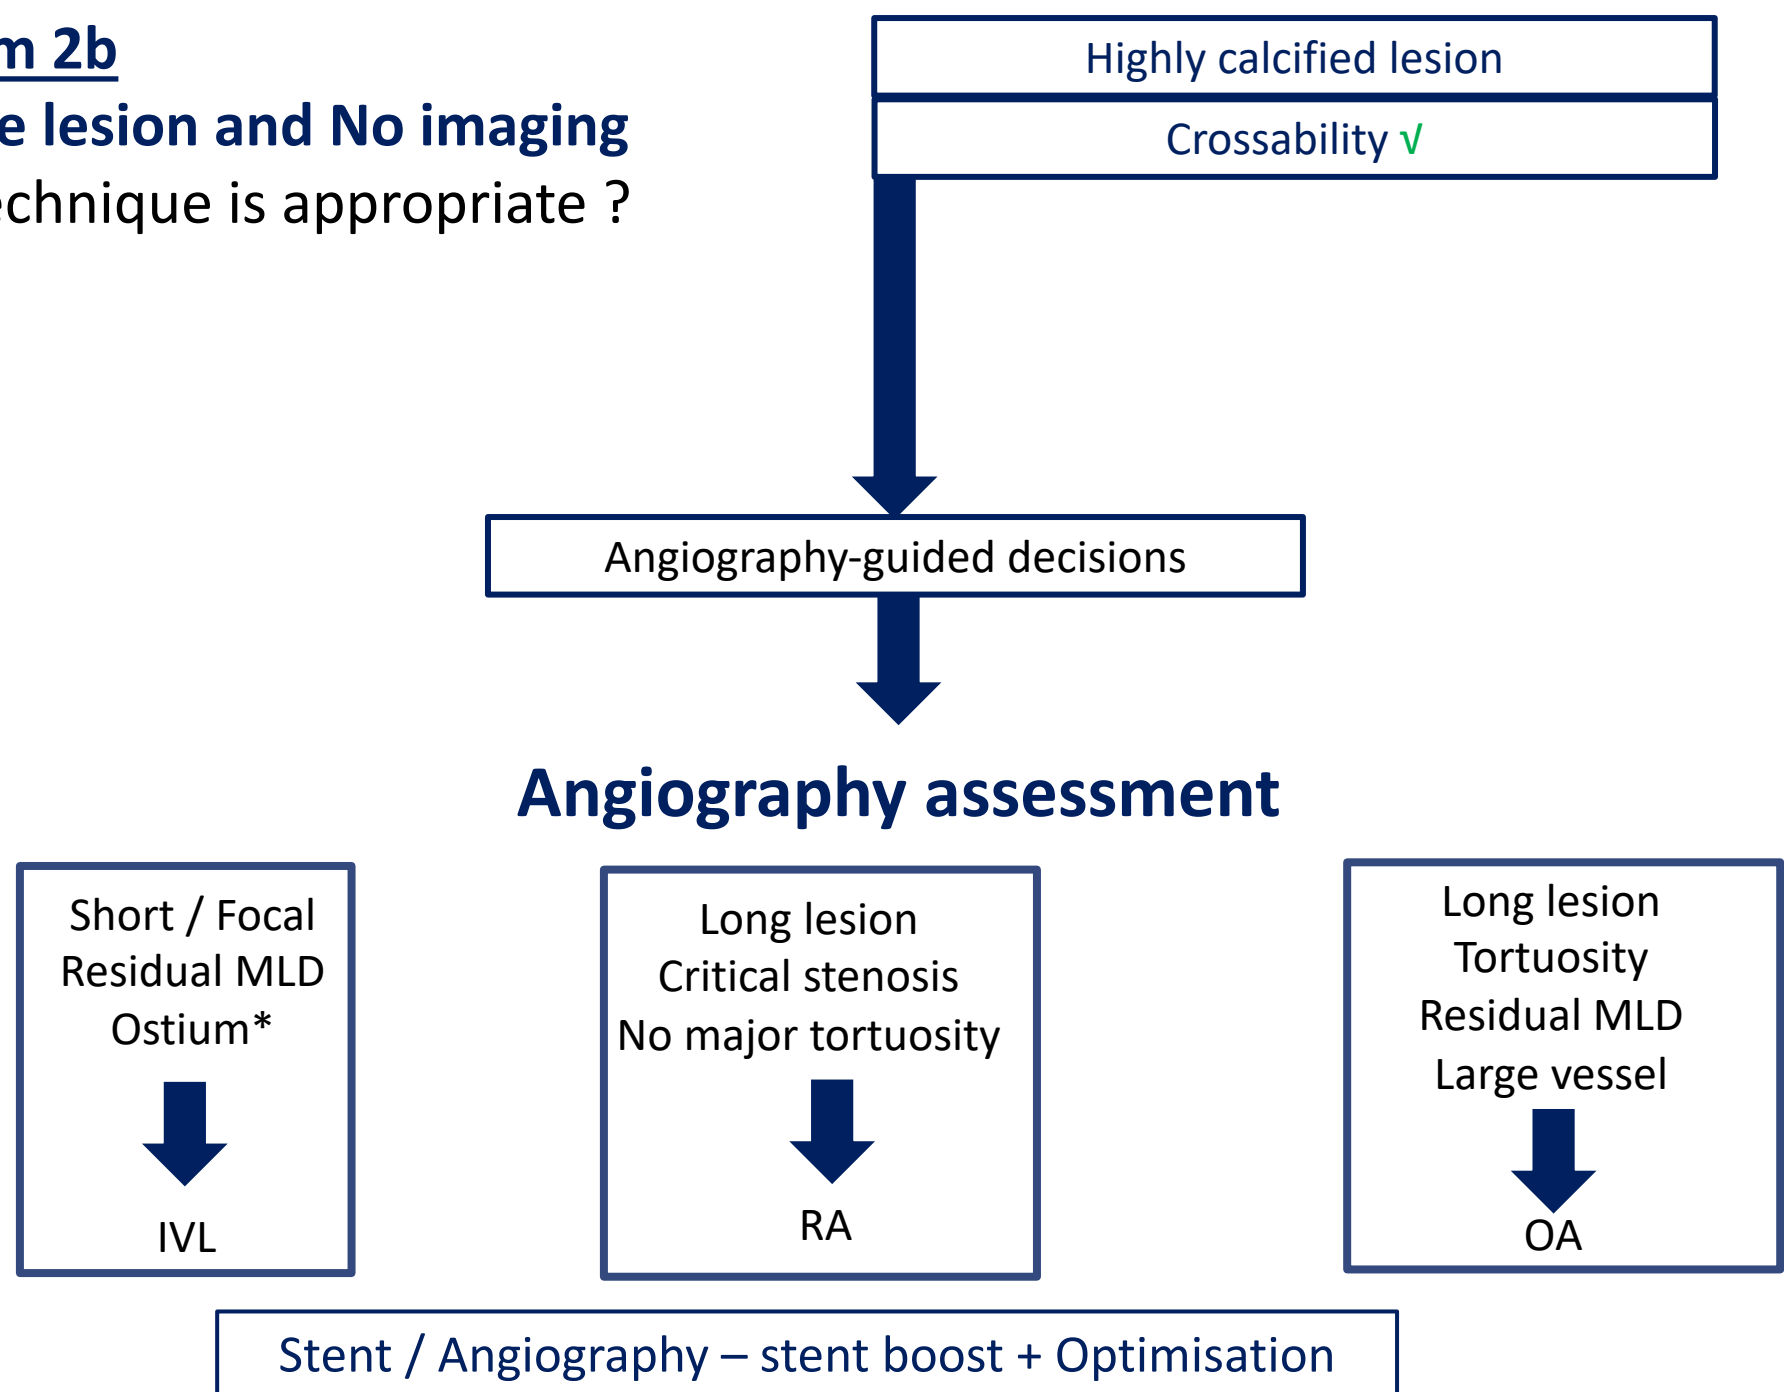 m 2b
e lesion and No imaging
echnique is appropriate ?
Highly calcified lesion
Crossability √
Angiography-guided decisions
Angiography assessment
Short / Focal
Residual MLD
Ostium*
IVL
Long lesion
Critical stenosis
No major tortuosity
RA
Long lesion
Tortuosity
Residual MLD
Large vessel
OA
Stent / Angiography – stent boost + Optimisation